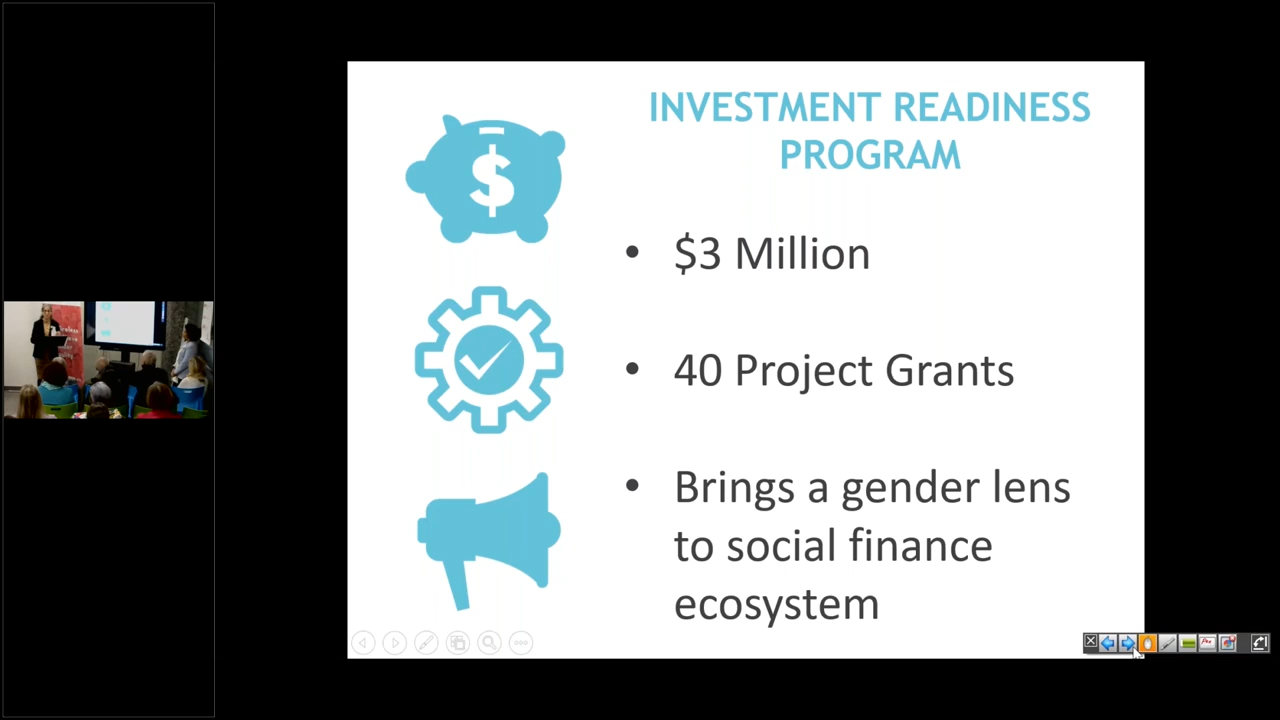 INVESTMENT READINESS
PROGRAM
$
• $3 Million
• 40 Project Grants
• Brings a gender lens
to social finance
ecosystem